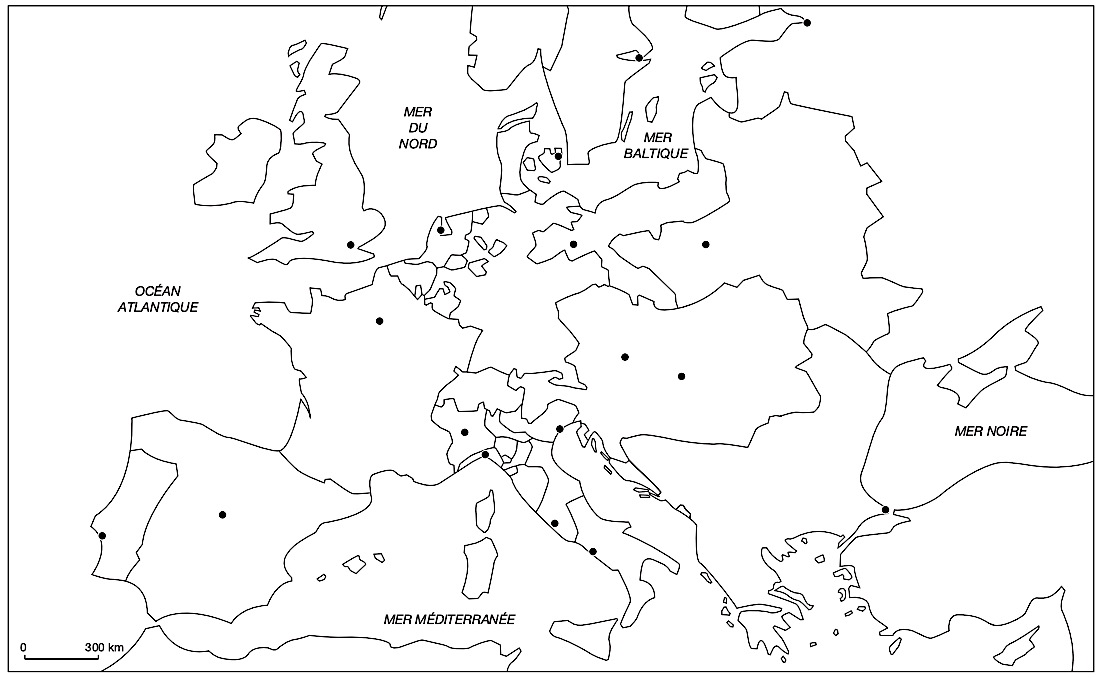 MER
DU
NORD
MER
BALTIQUE
OCÉAN
ATLANTIQUE
MER NOIRE
MER MÉDITERRANÉE
0 300 km